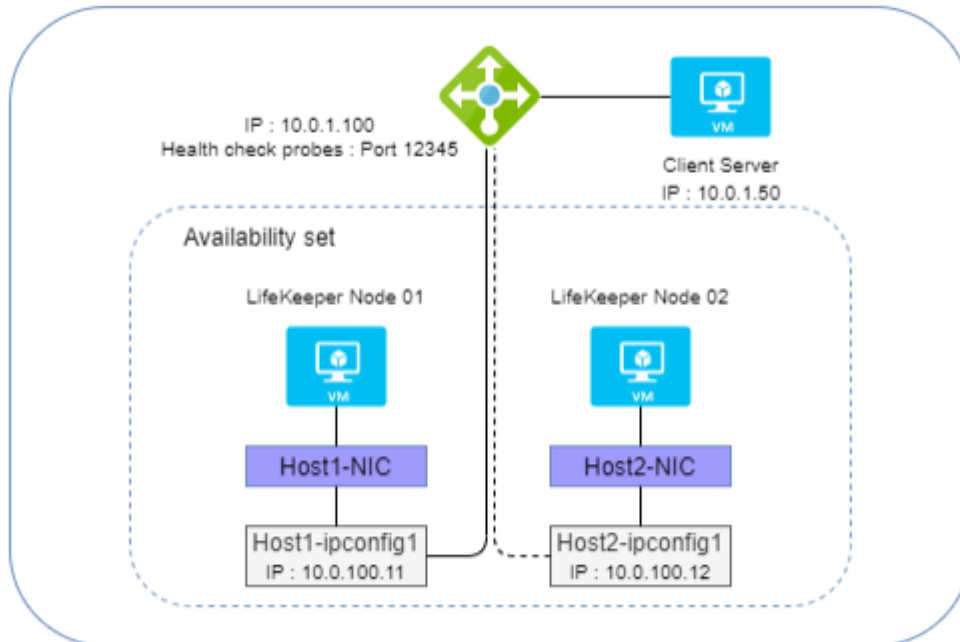 IP : 10.0.1.100
Health check probes : Port 12345
VM
Client Server
IP : 10.0.1.50
Availability set
LifeKeeper Node 01
VM
Host1-NIC
Host1-ipconfig1
IP : 10.0.100.11
LifeKeeper Node 02
VM
Host2-NIC
Host2-ipconfig1
IP : 10.0.100.12